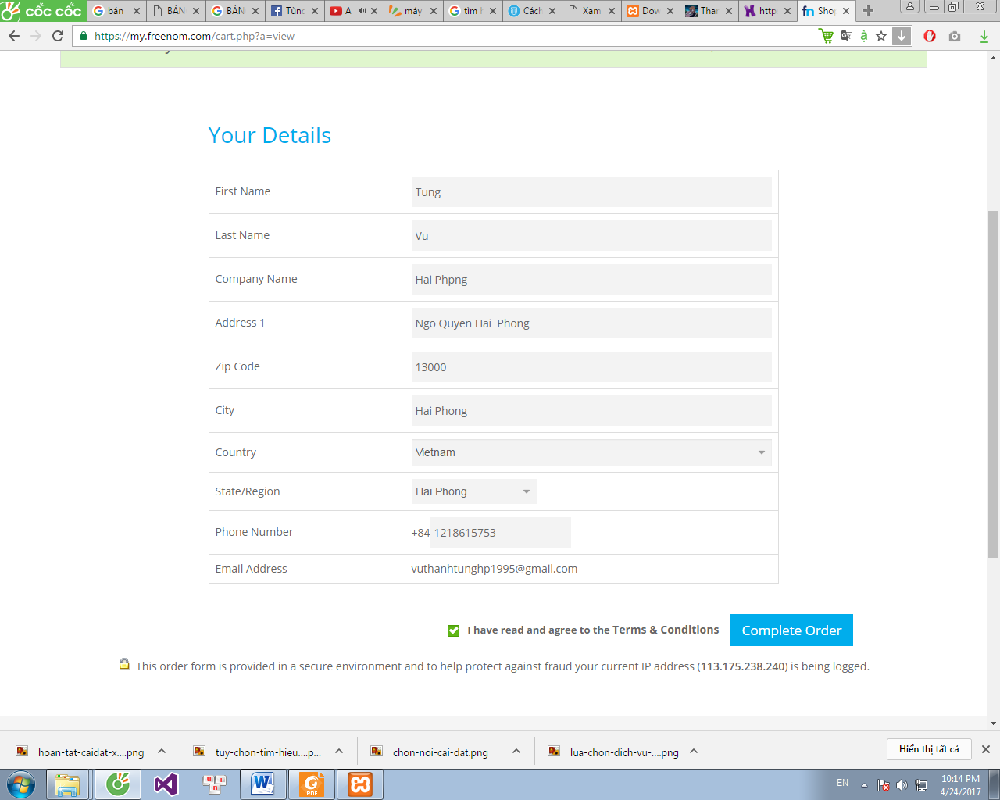 cốc cốc
bán
BẢN
BẢN
Tùng
A
máy
tìm
Cách
Xam
Dow
Thar
http
Shop
https://my.freenom.com/cart.php?a=view
Your Details
First Name
Tung
Last Name
Vu
Company Name
Hai Phpng
Address 1
Ngo Quyen Hai  Phong
Zip Code
13000
City
Hai Phong
Country
Vietnam
State/Region
Hai Phong
Phone Number
+84 1218615753
Email Address
vuthanhtunghp1995@gmail.com
I have read and agree to the Terms & Conditions
Complete Order
This order form is provided in a secure environment and to help protect against fraud your current IP address (113.175.238.240) is being logged.
hoan-tat-caidat-x....png
tuy-chon-tim-hieu....p...
chon-noi-cai-dat.png
lua-chon-dich-vu-....png
Hiển thị tất cả
EN
10:14 PM
4/24/2017